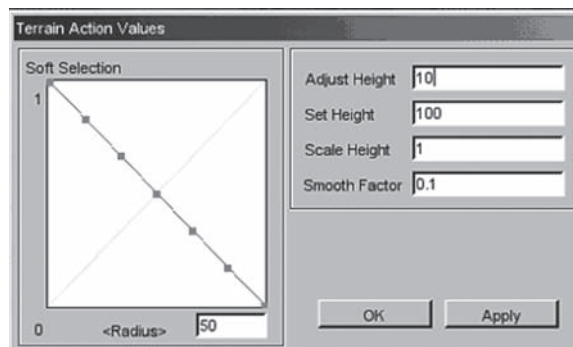 Terrain Action Values
Soft Selection
1
0
<Radius>
50
Adjust Height 10
Set Height 100
Scale Height 1
Smooth Factor 0.1
OK
Apply